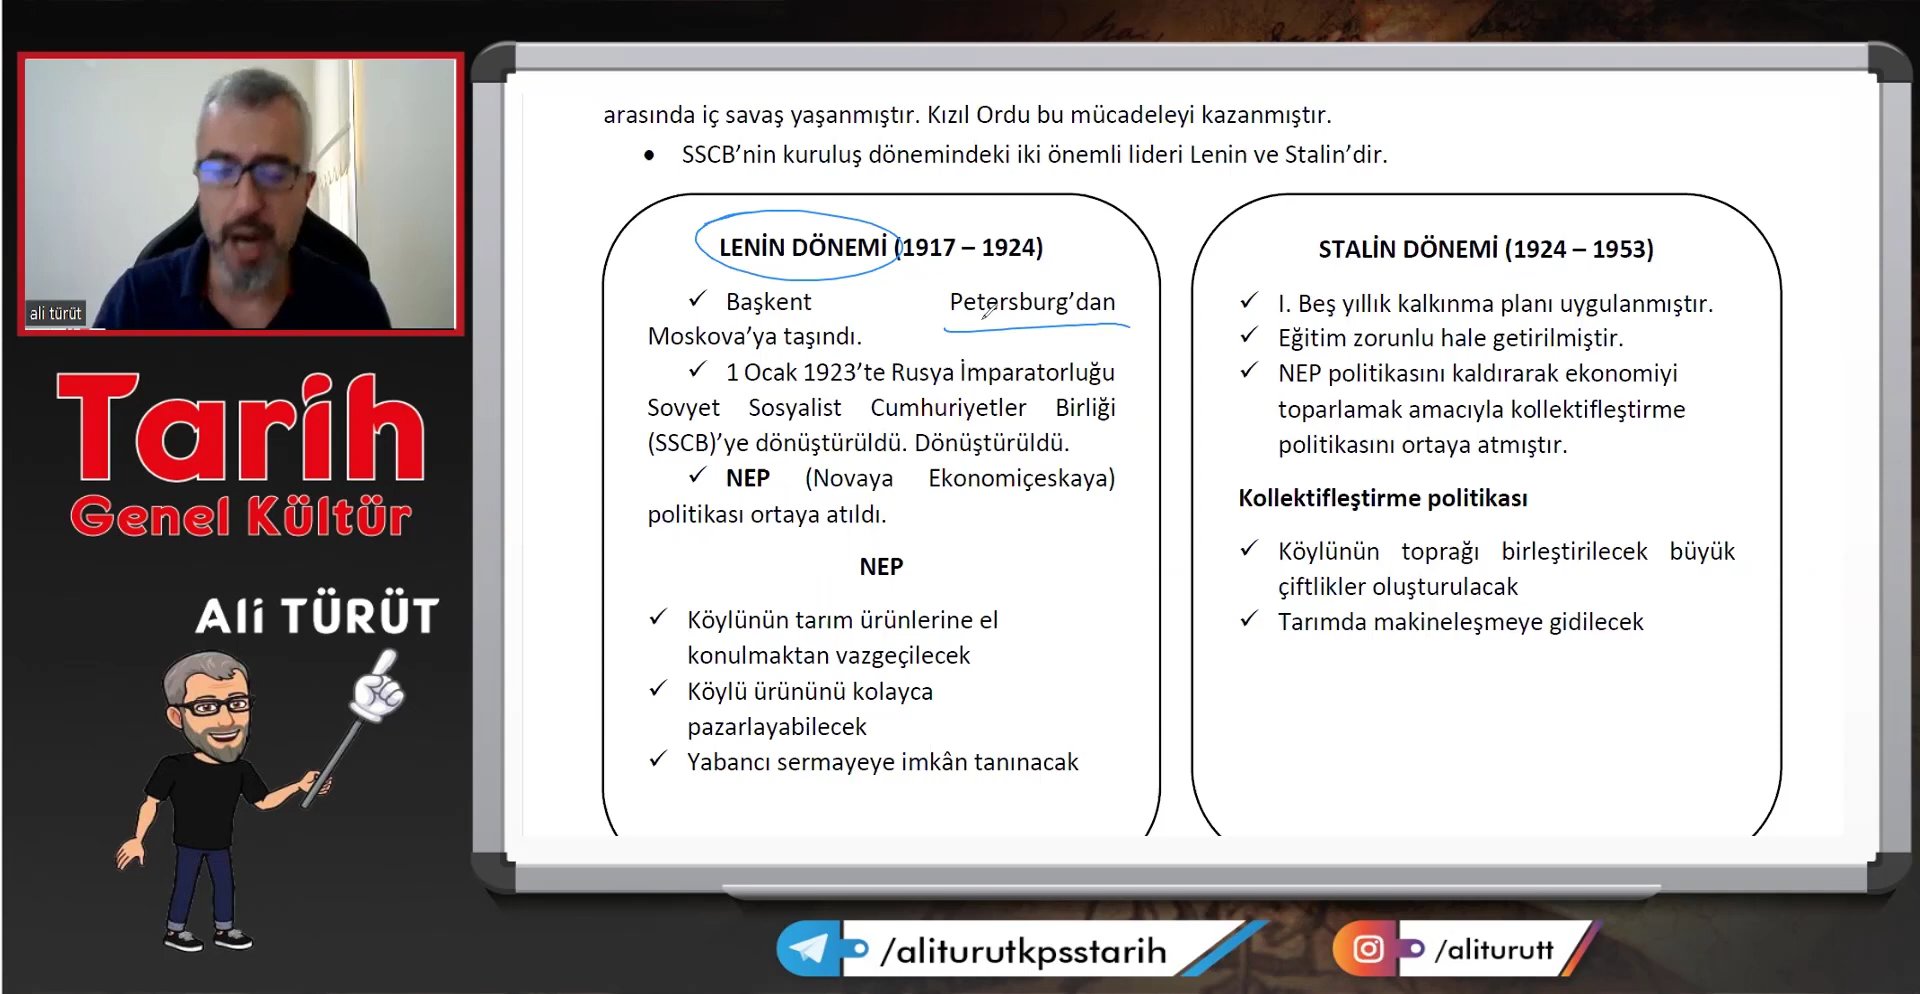 arasında iç savaş yaşanmıştır. Kızıl Ordu bu mücadeleyi kazanmıştır.
• SSCB’nin kuruluş dönemindeki iki önemli lideri Lenin ve Stalin’dir.
LENİN DÖNEMİ (1917 – 1924)
✓ Başkent Petersburg’dan
Moskova’ya taşındı.
✓ 1 Ocak 1923’te Rusya İmparatorluğu
Sovyet Sosyalist Cumhuriyetler Birliği
(SSCB)’ye dönüştürüldü. Dönüştürüldü.
✓ NEP (Novaya Ekonomiçeskaya)
politikası ortaya atıldı.
NEP
✓ Köylünün tarım ürünlerine el
konulmaktan vazgeçilecek
✓ Köylü ürününü kolayca
pazarlayabilecek
✓ Yabancı sermayeye imkân tanınacak
STALİN DÖNEMİ (1924 – 1953)
✓ I. Beş yıllık kalkınma planı uygulanmıştır.
✓ Eğitim zorunlu hale getirilmiştir.
✓ NEP politikasını kaldırarak ekonomiyi
toparlamak amacıyla kollektifleştirme
politikasını ortaya atmıştır.
Kollektifleştirme politikası
✓ Köylünün toprağı birleştirilecek büyük
çiftlikler oluşturulacak
✓ Tarımda makineleşmeye gidilecek
ali türüt
Tarih
Genel Kültür
Ali TÜRÜT
/aliturutkpsstarih
/aliturutt